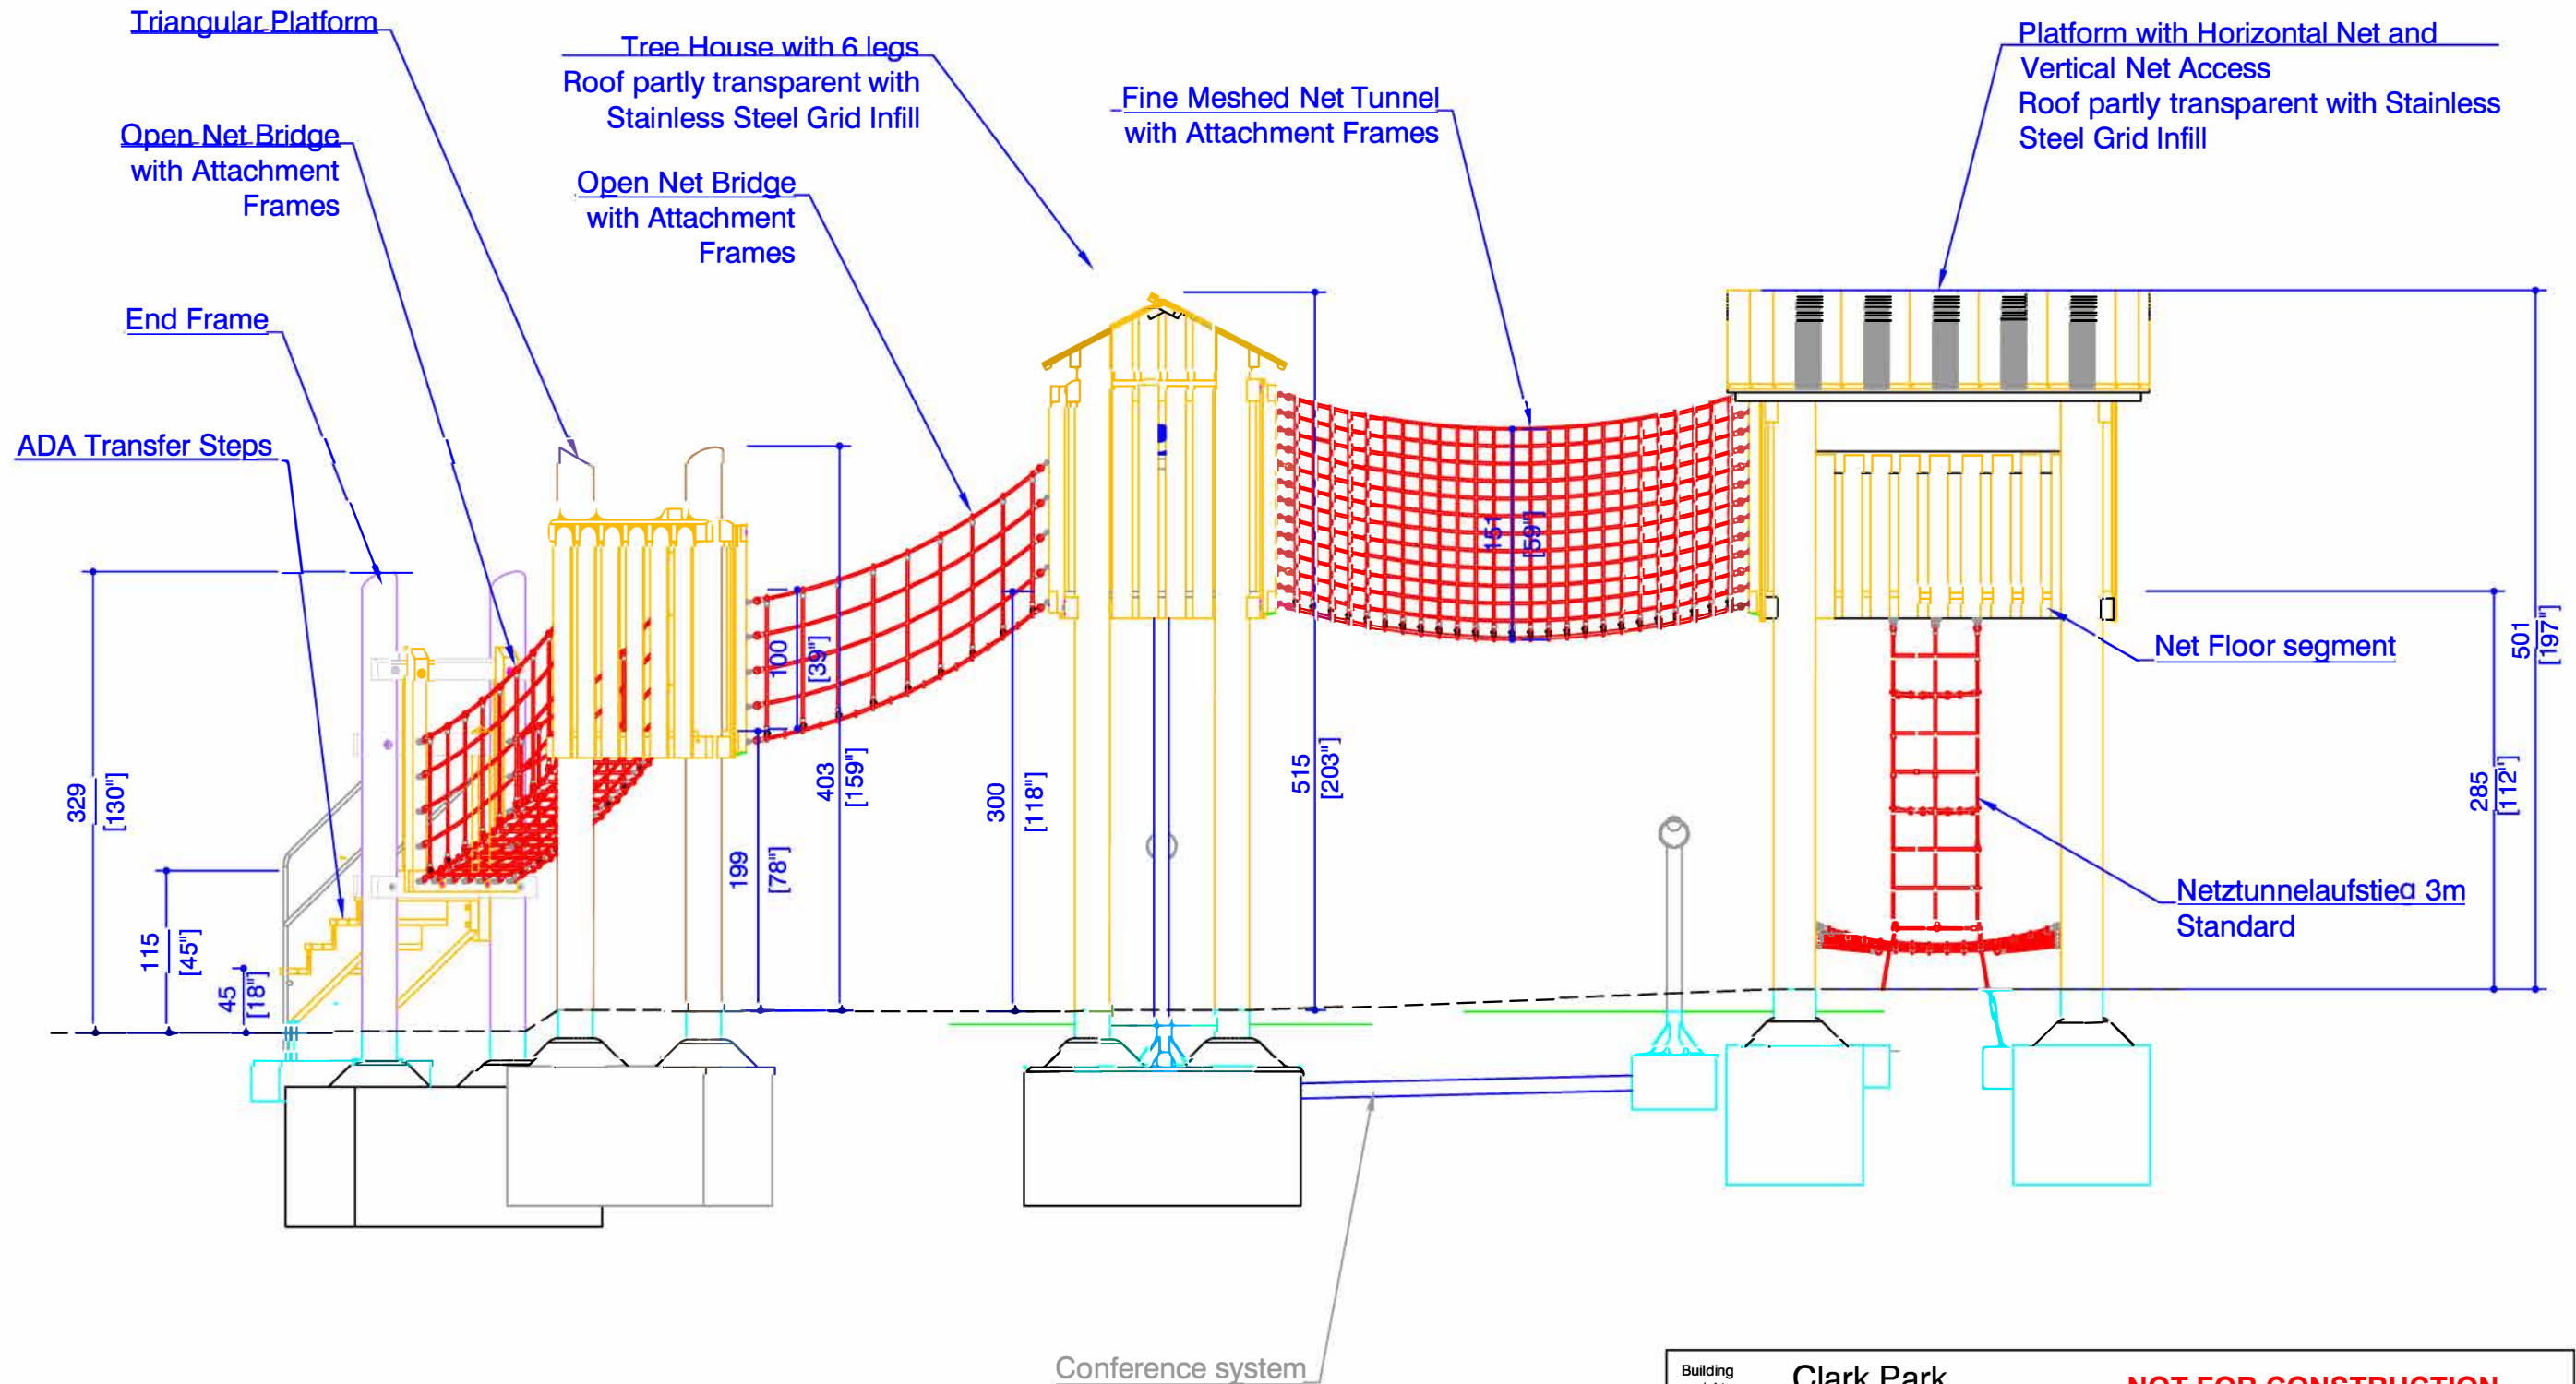 Triangular Platform
Tree House with 6 legs
Roof partly transparent with
Stainless Steel Grid Infill
Fine Meshed Net Tunnel
with Attachment Frames
Platform with Horizontal Net and
Vertical Net Access
Roof partly transparent with Stainless
Steel Grid Infill
Open Net Bridge
with Attachment
Frames
Open Net Bridge
with Attachment
Frames
End Frame
ADA Transfer Steps
329
[130"]
115
[45"]
45
[18"]
100
[39"]
199
[78"]
403
[159"]
300
[118"]
515
[203"]
151
[59"]
501
[197"]
285
[112"]
Net Floor segment
Netztunnelaufstieg 3m
Standard
Conference system
Building
Clark Park
NOT FOR CONSTRUCTION